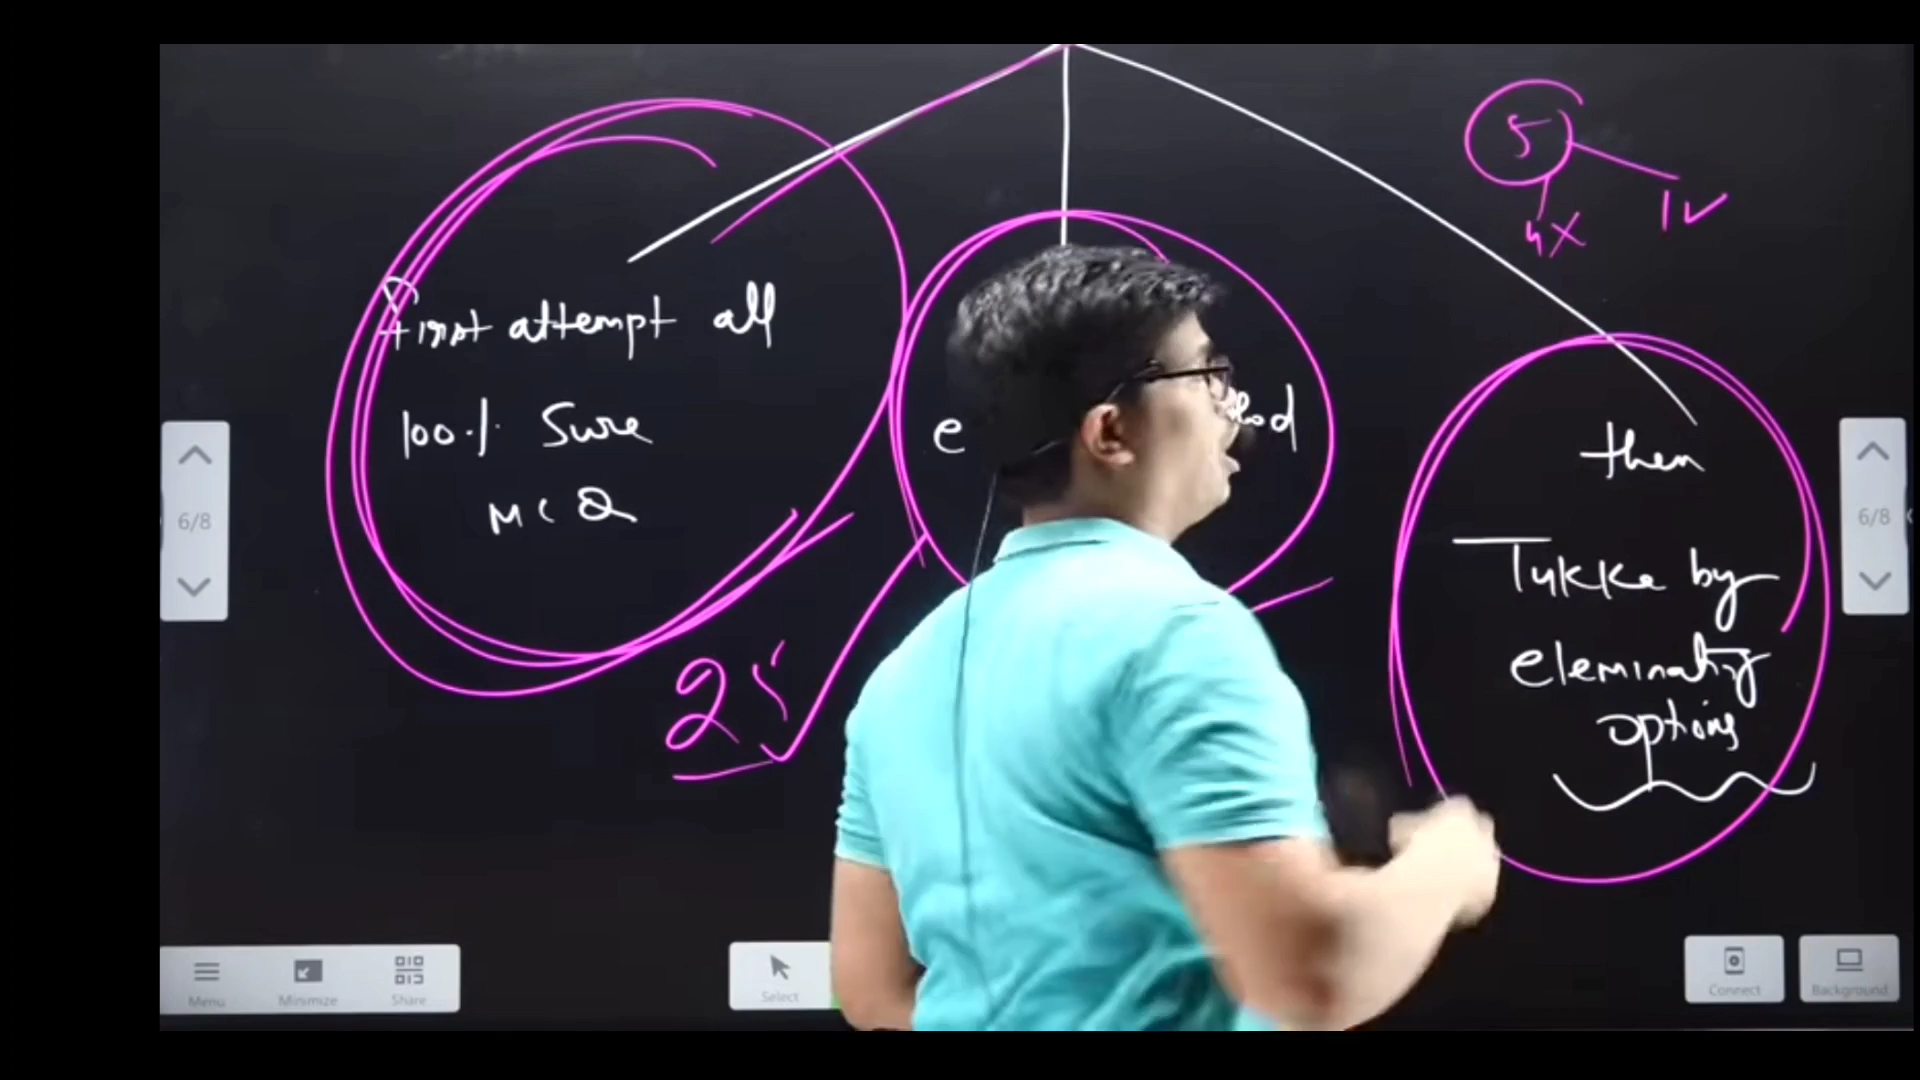 5
4X
1✓
First attempt all
100% Sure
MCQ
e
then
Tukka by
eleminating
options
25
6/8
6/8
Menu
Minimize
Share
Select
Connect
Background